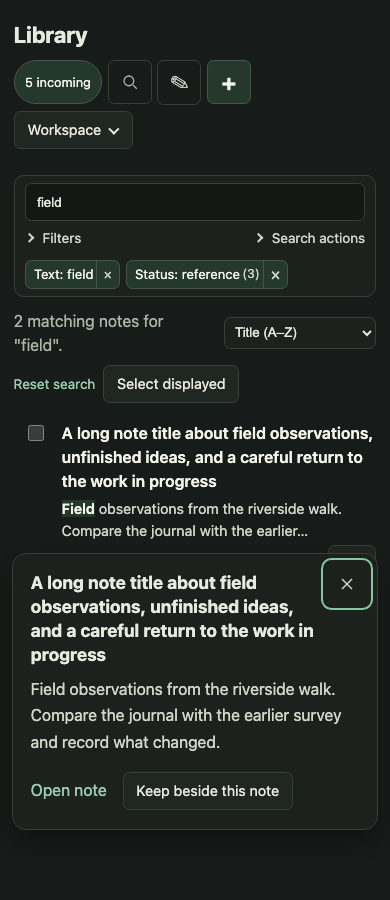 Library
5 incoming
Workspace
field
Filters
Search actions
Text: field ×
Status: reference (3) ×
2 matching notes for
"field".
Title (A–Z)
Reset search
Select displayed
A long note title about field observations,
unfinished ideas, and a careful return to
the work in progress
Field observations from the riverside walk.
Compare the journal with the earlier...
A long note title about field
observations, unfinished ideas,
and a careful return to the work in
progress
Field observations from the riverside walk.
Compare the journal with the earlier survey
and record what changed.
Open note
Keep beside this note